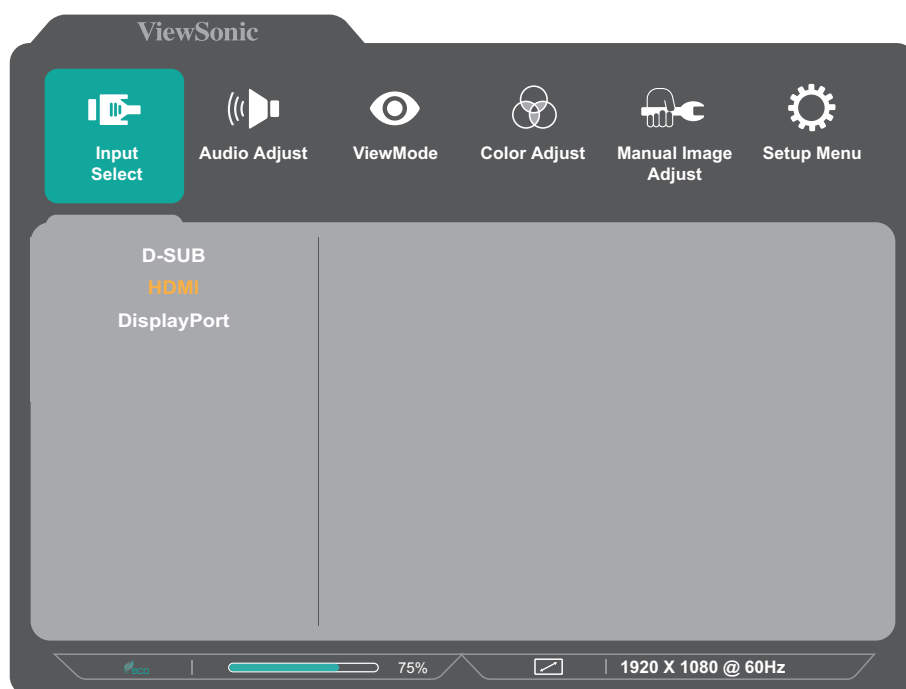 ViewSonic
Input
Select
Audio Adjust
ViewMode
Color Adjust
Manual Image
Adjust
Setup Menu
D-SUB
HDMI
DisplayPort
eco
75%
1920 X 1080 @ 60Hz